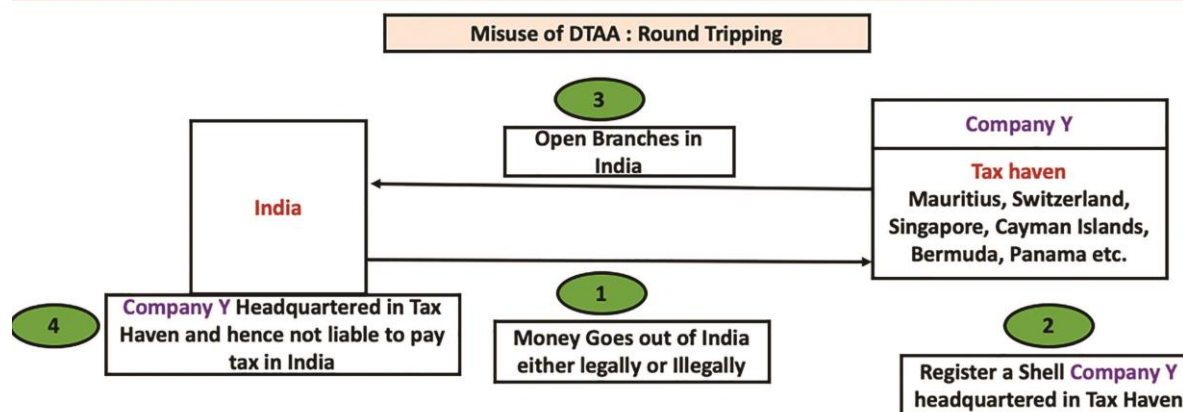 Misuse of DTAA : Round Tripping
3
Open Branches in
India
Company Y
Tax haven
Mauritius, Switzerland,
Singapore, Cayman Islands,
Bermuda, Panama etc.
India
1
Money Goes out of India
either legally or Illegally
4
Company Y Headquartered in Tax
Haven and hence not liable to pay
tax in India
2
Register a Shell Company Y
headquartered in Tax Haven